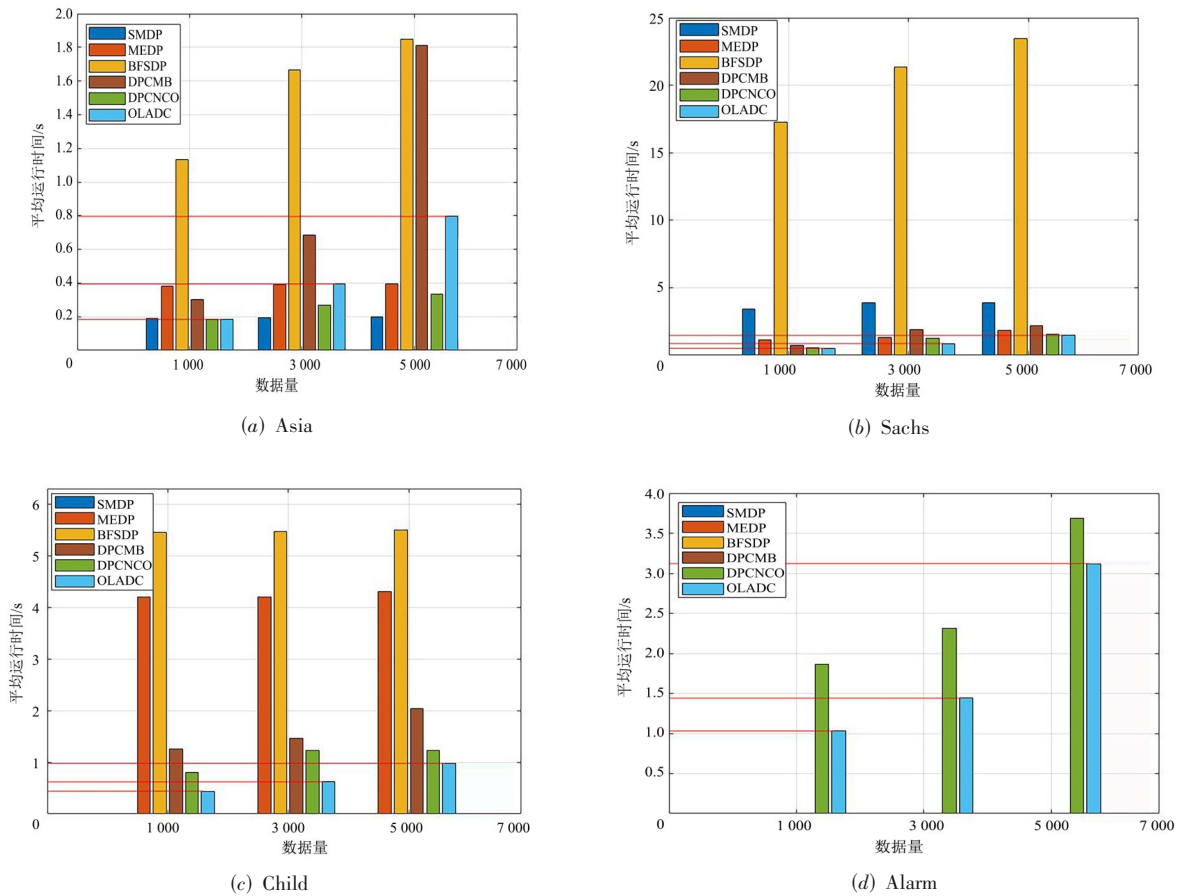 2.0
1.8
1.6
1.4
1.2
1.0
0.8
0.6
0.4
0.2
0
平均运行时间/s
SMDP
MEDP
BFSDP
DPCMB
DPCNCO
OLADC
1 000
3 000
5 000
7 000
数据量
(a) Asia
25
20
15
10
5
0
平均运行时间/s
SMDP
MEDP
BFSDP
DPCMB
DPCNCO
OLADC
1 000
3 000
5 000
7 000
数据量
(b) Sachs
6
5
4
3
2
1
0
平均运行时间/s
SMDP
MEDP
BFSDP
DPCMB
DPCNCO
OLADC
1 000
3 000
5 000
7 000
数据量
(c) Child
4.0
3.5
3.0
2.5
2.0
1.5
1.0
0.5
0
平均运行时间/s
SMDP
MEDP
BFSDP
DPCMB
DPCNCO
OLADC
1 000
3 000
5 000
7 000
数据量
(d) Alarm